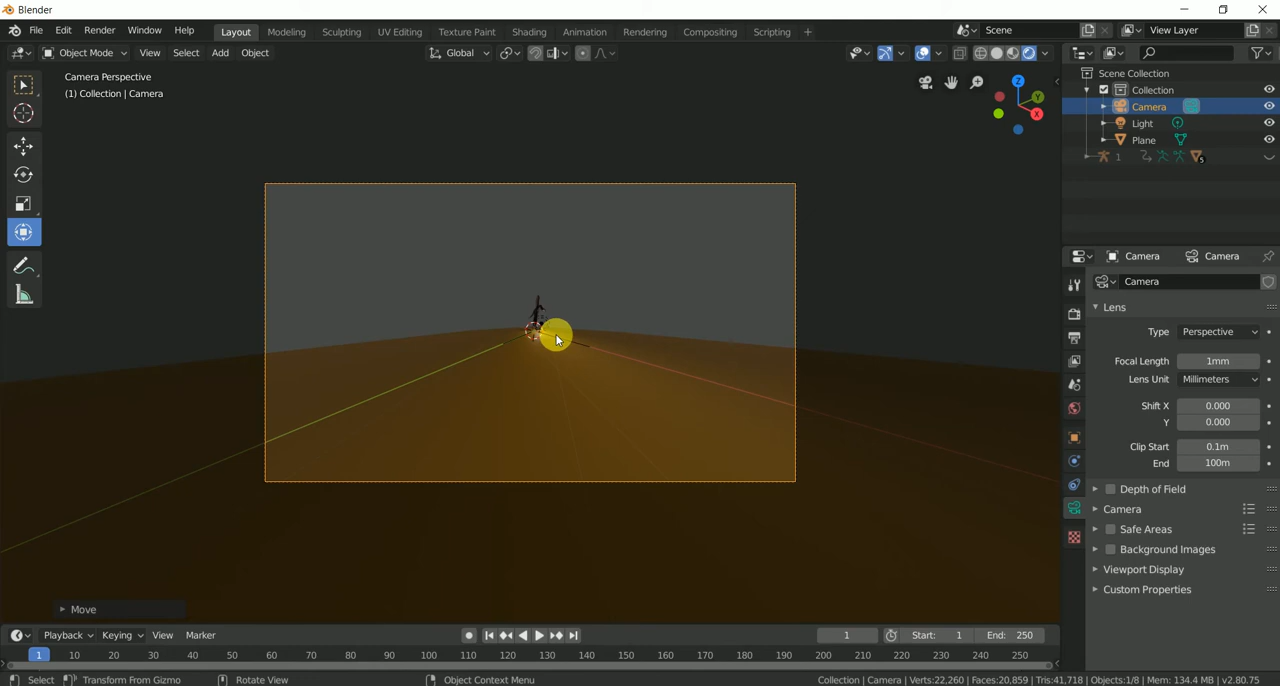 Blender
File Edit Render Window Help Layout Modeling Sculpting UV Editing Texture Paint Shading Animation Rendering Compositing Scripting + Scene View Layer
Object Mode View Select Add Object Global
Camera Perspective
(1) Collection | Camera
Z
Y
X
Scene Collection
Collection
Camera
Light
Plane
1 5
Camera Camera
Camera
Lens
Type Perspective
Focal Length 1mm
Lens Unit Millimeters
Shift X 0.000
Y 0.000
Clip Start 0.1m
End 100m
Depth of Field
Camera
Safe Areas
Background Images
Viewport Display
Custom Properties
Move
Playback Keying View Marker 1 Start: 1 End: 250
1 10 20 30 40 50 60 70 80 90 100 110 120 130 140 150 160 170 180 190 200 210 220 230 240 250
Select Transform From Gizmo Rotate View Object Context Menu Collection | Camera | Verts:22,260 | Faces:20,859 | Tris:41,718 | Objects:1/8 | Mem: 134.4 MB | v2.80.75